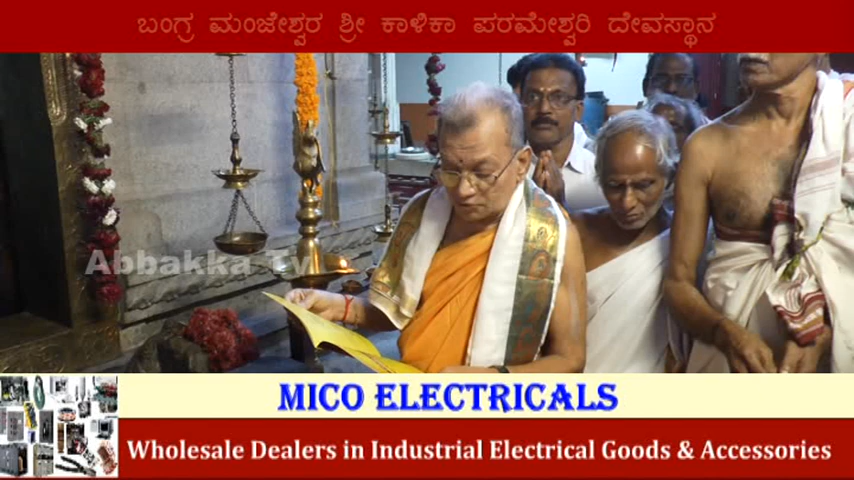 ಬಂಗ್ರ ಮಂಜೇಶ್ವರ ಶ್ರೀ ಕಾಳಿಕಾ ಪರಮೇಶ್ವರಿ ದೇವಸ್ಥಾನ
Abbakka Tv
MICO ELECTRICALS
Wholesale Dealers in Industrial Electrical Goods & Accessories